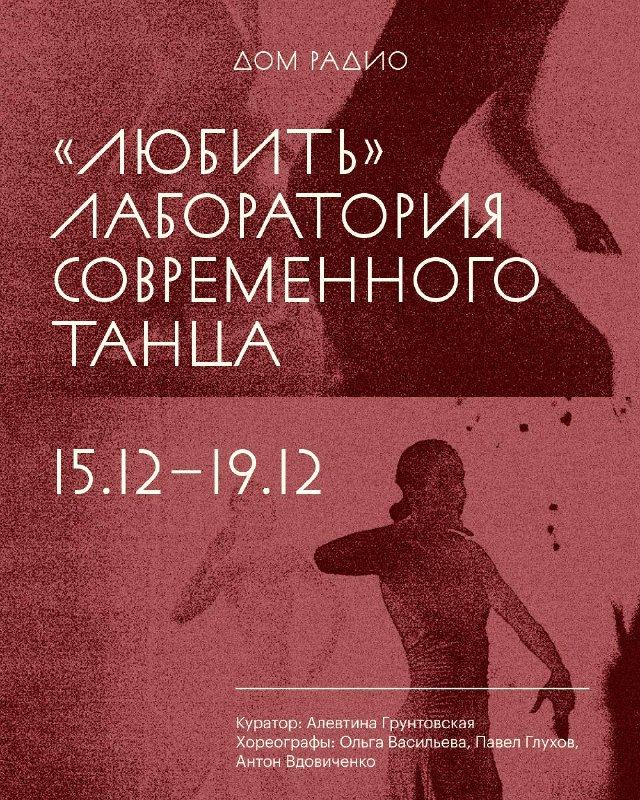 ДОМ РАДИО
«ЛЮБИТЬ»
ЛАБОРАТОРИЯ
СОВРЕМЕННОГО
ТАНЦА
15.12–19.12
Куратор: Алевтина Грунтовская
Хореографы: Ольга Васильева, Павел Глухов,
Антон Вдовиченко